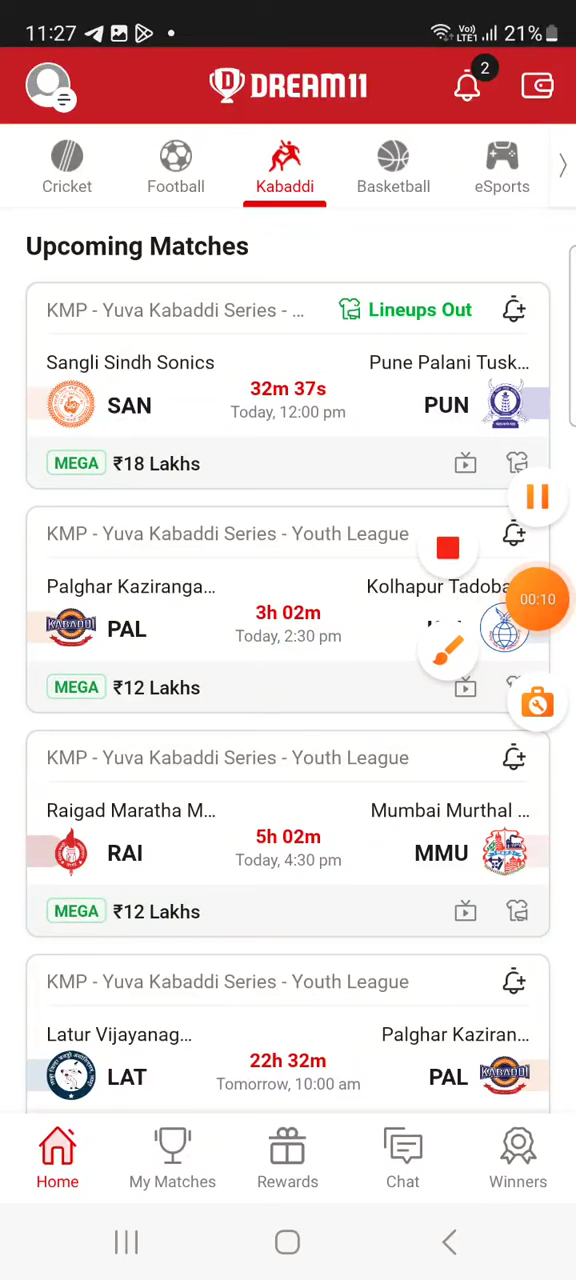 11:27
Vo)) LTE1 21%
DREAM11
2
Cricket Football Kabaddi Basketball eSports
Upcoming Matches
KMP - Yuva Kabaddi Series - ... Lineups Out
Sangli Sindh Sonics Pune Palani Tusk...
32m 37s
SAN PUN
Today, 12:00 pm
MEGA ₹18 Lakhs
KMP - Yuva Kabaddi Series - Youth League
Palghar Kaziranga... Kolhapur Tadoba
00:10
3h 02m
PAL
Today, 2:30 pm
MEGA ₹12 Lakhs
KMP - Yuva Kabaddi Series - Youth League
Raigad Maratha M... Mumbai Murthal ...
5h 02m
RAI MMU
Today, 4:30 pm
MEGA ₹12 Lakhs
KMP - Yuva Kabaddi Series - Youth League
Latur Vijayanag... Palghar Kaziran...
22h 32m
LAT PAL
KABADDI
Tomorrow, 10:00 am
Home My Matches Rewards Chat Winners